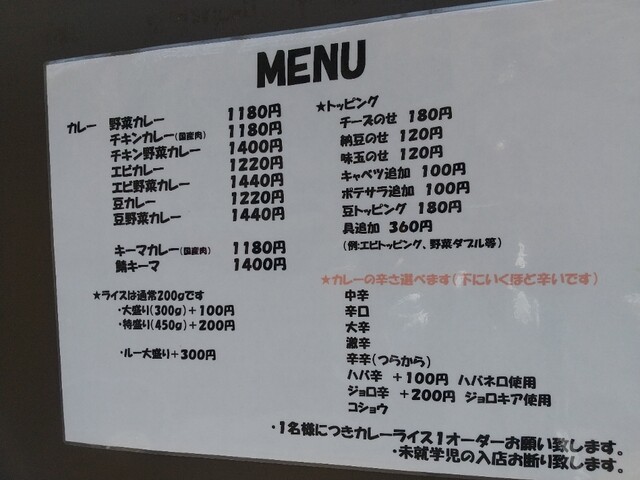 MENU
カレー 野菜カレー 1180円
チキンカレー(国産肉) 1180円
チキン野菜カレー 1400円
エビカレー 1220円
エビ野菜カレー 1440円
豆カレー 1220円
豆野菜カレー 1440円
キーマカレー(国産肉) 1180円
鯖キーマ 1400円
★ライスは通常200gです
・大盛り(300g)+100円
・特盛り(450g)+200円
・ルー大盛り+300円
★トッピング
チーズのせ 180円
納豆のせ 120円
味玉のせ 120円
キャベツ追加 100円
ポテサラ追加 100円
豆トッピング 180円
具追加 360円
(例:エビトッピング、野菜ダブル等)
★カレーの辛さ選べます(下にいくほど辛いです)
中辛
辛口
大辛
激辛
辛辛(つらから)
ハバ辛 +100円 ハバネロ使用
ジョロ辛 +200円 ジョロキア使用
コショウ
・1名様につきカレーライス1オーダーお願い致します。
・未就学児の入店お断り致します。